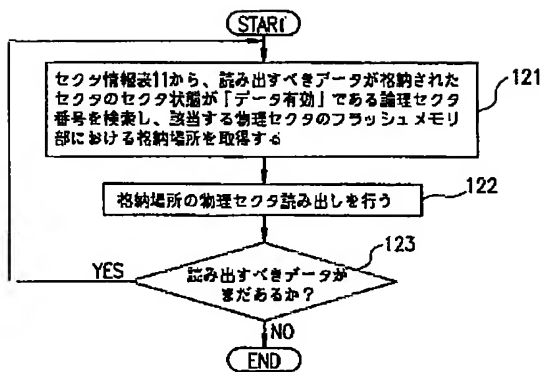 START
セクタ情報表11から、読み出すべきデータが格納された
セクタのセクタ状態が「データ有効」である論理セクタ
番号を検索し、該当する物理セクタのフラッシュメモリ
部における格納場所を取得する
121
格納場所の物理セクタ読み出しを行う
122
123
読み出すべきデータが
まだあるか?
YES
NO
END